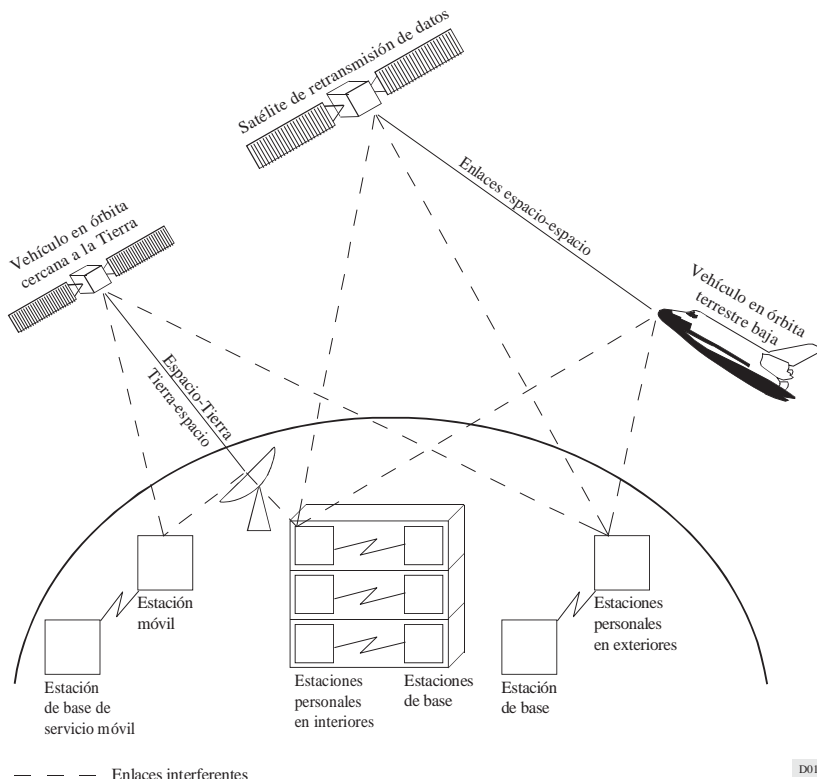 Satélite de retransmisión de datos
Enlaces espacio-espacio
Vehículo en órbita
cercana a la Tierra
Vehículo en órbita
terrestre baja
Espacio-Tierra
Tierra-espacio
Estación
móvil
Estaciones
personales
en exteriores
Estación
de base de
servicio móvil
Estaciones
personales
en interiores
Estaciones
de base
Estación
de base
Enlaces interferentes
D01